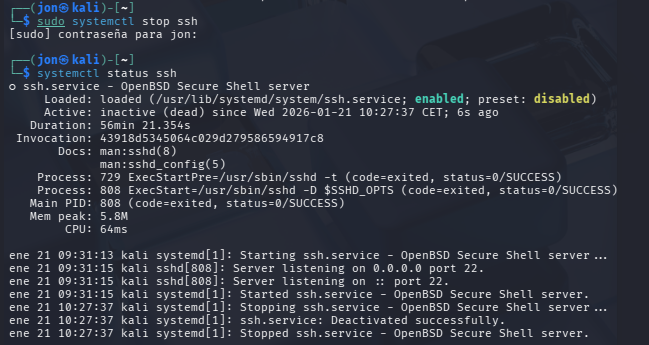 ┌──(jon㉿kali)-[~]
└─$ sudo systemctl stop ssh
[sudo] contraseña para jon:
┌──(jon㉿kali)-[~]
└─$ systemctl status ssh
○ ssh.service - OpenBSD Secure Shell server
Loaded: loaded (/usr/lib/systemd/system/ssh.service; enabled; preset: disabled)
Active: inactive (dead) since Wed 2026-01-21 10:27:37 CET; 6s ago
Duration: 56min 21.354s
Invocation: 43918d5345064c029d279586594917c8
Docs: man:sshd(8)
man:sshd_config(5)
Process: 729 ExecStartPre=/usr/sbin/sshd -t (code=exited, status=0/SUCCESS)
Process: 808 ExecStart=/usr/sbin/sshd -D $SSHD_OPTS (code=exited, status=0/SUCCESS)
Main PID: 808 (code=exited, status=0/SUCCESS)
Mem peak: 5.8M
CPU: 64ms
ene 21 09:31:13 kali systemd[1]: Starting ssh.service - OpenBSD Secure Shell server...
ene 21 09:31:15 kali sshd[808]: Server listening on 0.0.0.0 port 22.
ene 21 09:31:15 kali sshd[808]: Server listening on :: port 22.
ene 21 09:31:15 kali systemd[1]: Started ssh.service - OpenBSD Secure Shell server.
ene 21 10:27:37 kali systemd[1]: Stopping ssh.service - OpenBSD Secure Shell server...
ene 21 10:27:37 kali systemd[1]: ssh.service: Deactivated successfully.
ene 21 10:27:37 kali systemd[1]: Stopped ssh.service - OpenBSD Secure Shell server.